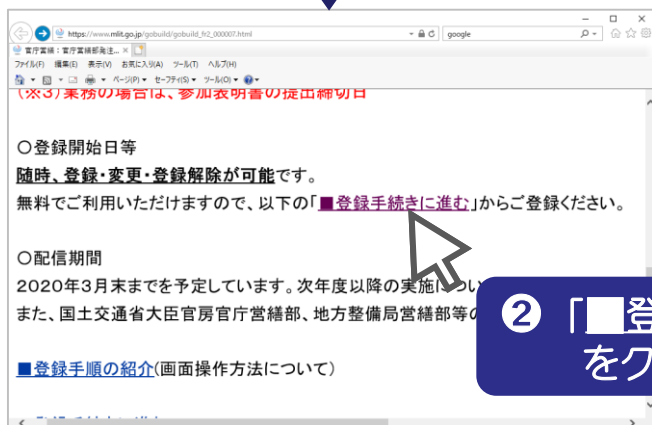 https://www.mlit.go.jp/gobuild/gobuild_fr2_000007.html
google
官庁営繕:官庁営繕部発注...
ファイル(F) 編集(E) 表示(V) お気に入り(A) ツール(T) ヘルプ(H)
ページ(P) セーフティ(S) ツール(O)
(※3)業務の場合は、参加表明書の提出締切日
〇登録開始日等
随時、登録・変更・登録解除が可能です。
無料でご利用いただけますので、以下の「■登録手続きに進む」からご登録ください。
〇配信期間
2020年3月末までを予定しています。次年度以降の実施につい
また、国土交通省大臣官房官庁営繕部、地方整備局営繕部等の
❷ 「■登
をク
■登録手順の紹介(画面操作方法について)